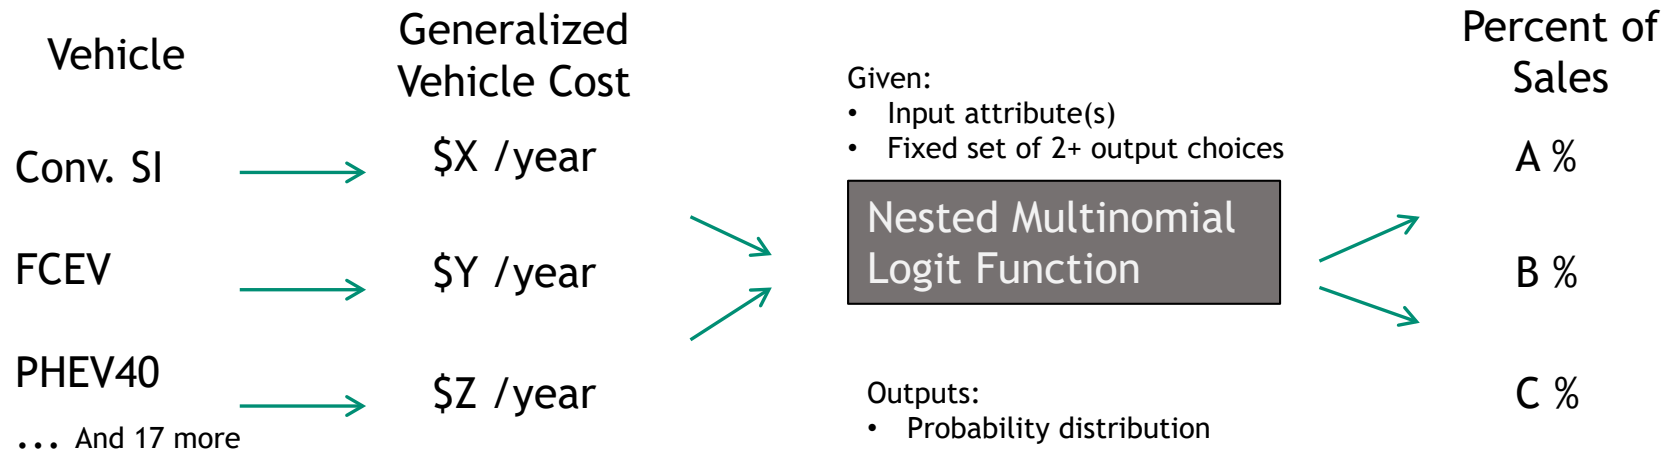 Vehicle
Generalized
Vehicle Cost
Percent of
Sales
Given:
• Input attribute(s)
• Fixed set of 2+ output choices
Conv. SI
$X /year
A %
Nested Multinomial
Logit Function
FCEV
$Y /year
B %
PHEV40
$Z /year
C %
Outputs:
• Probability distribution
... And 17 more